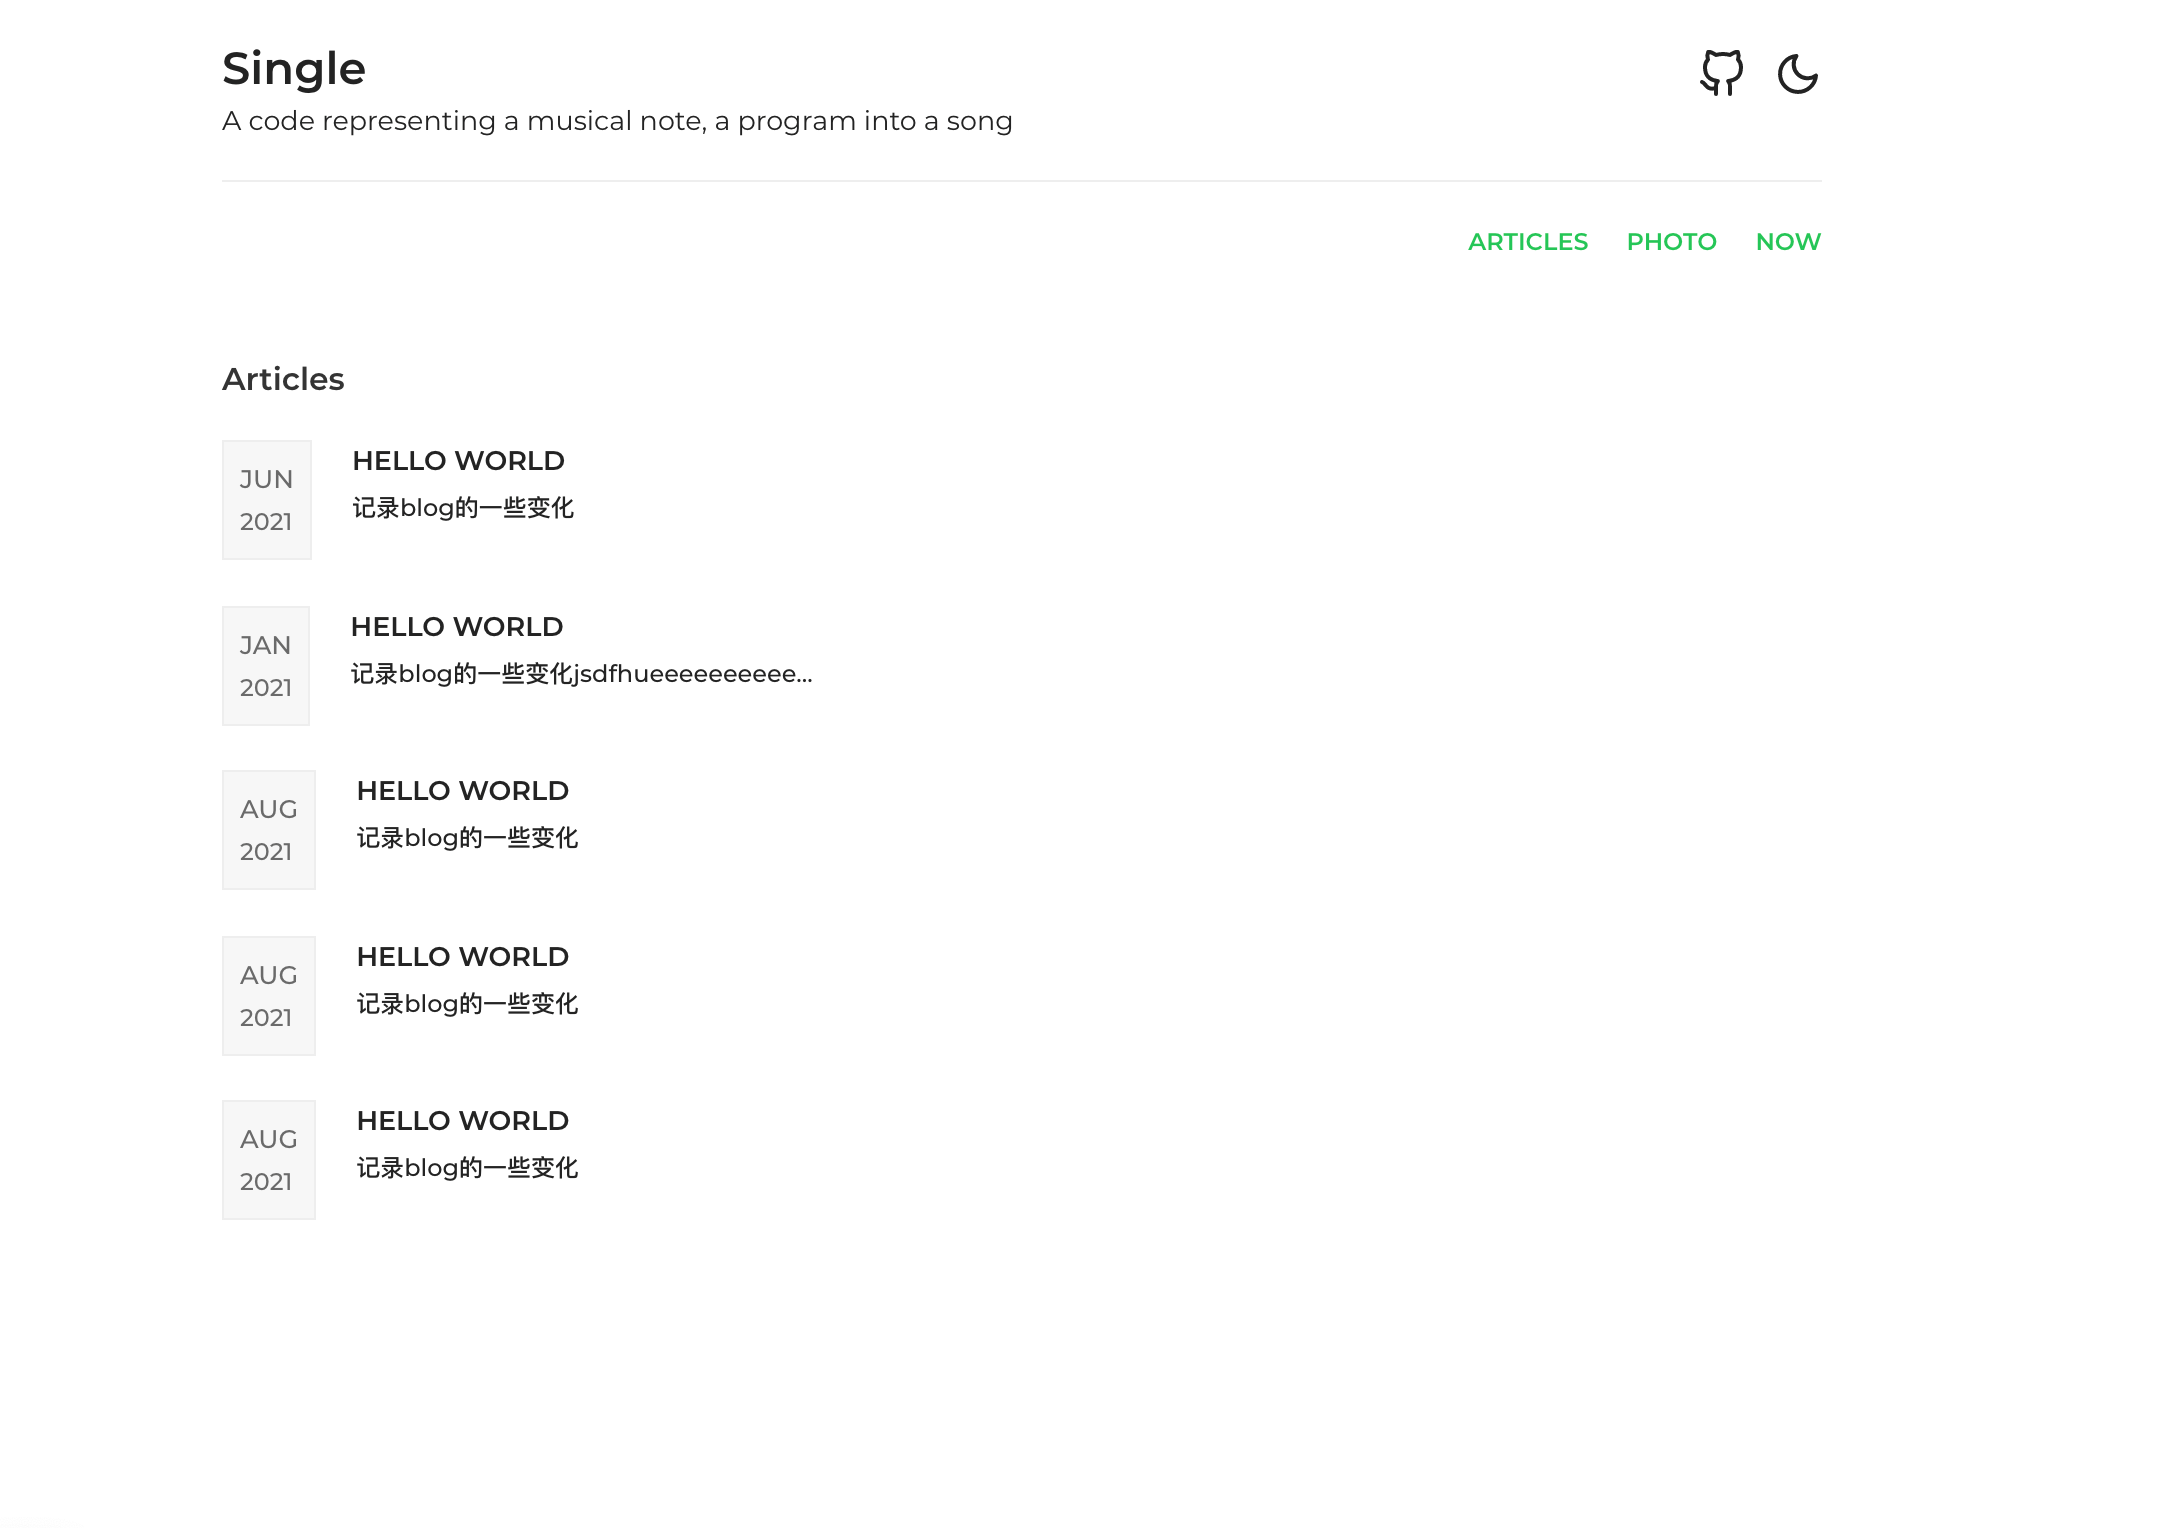 Single
A code representing a musical note, a program into a song
ARTICLES PHOTO NOW
Articles
JUN
2021
HELLO WORLD
记录blog的一些变化
JAN
2021
HELLO WORLD
记录blog的一些变化jsdfhueeeeeeeeee...
AUG
2021
HELLO WORLD
记录blog的一些变化
AUG
2021
HELLO WORLD
记录blog的一些变化
AUG
2021
HELLO WORLD
记录blog的一些变化